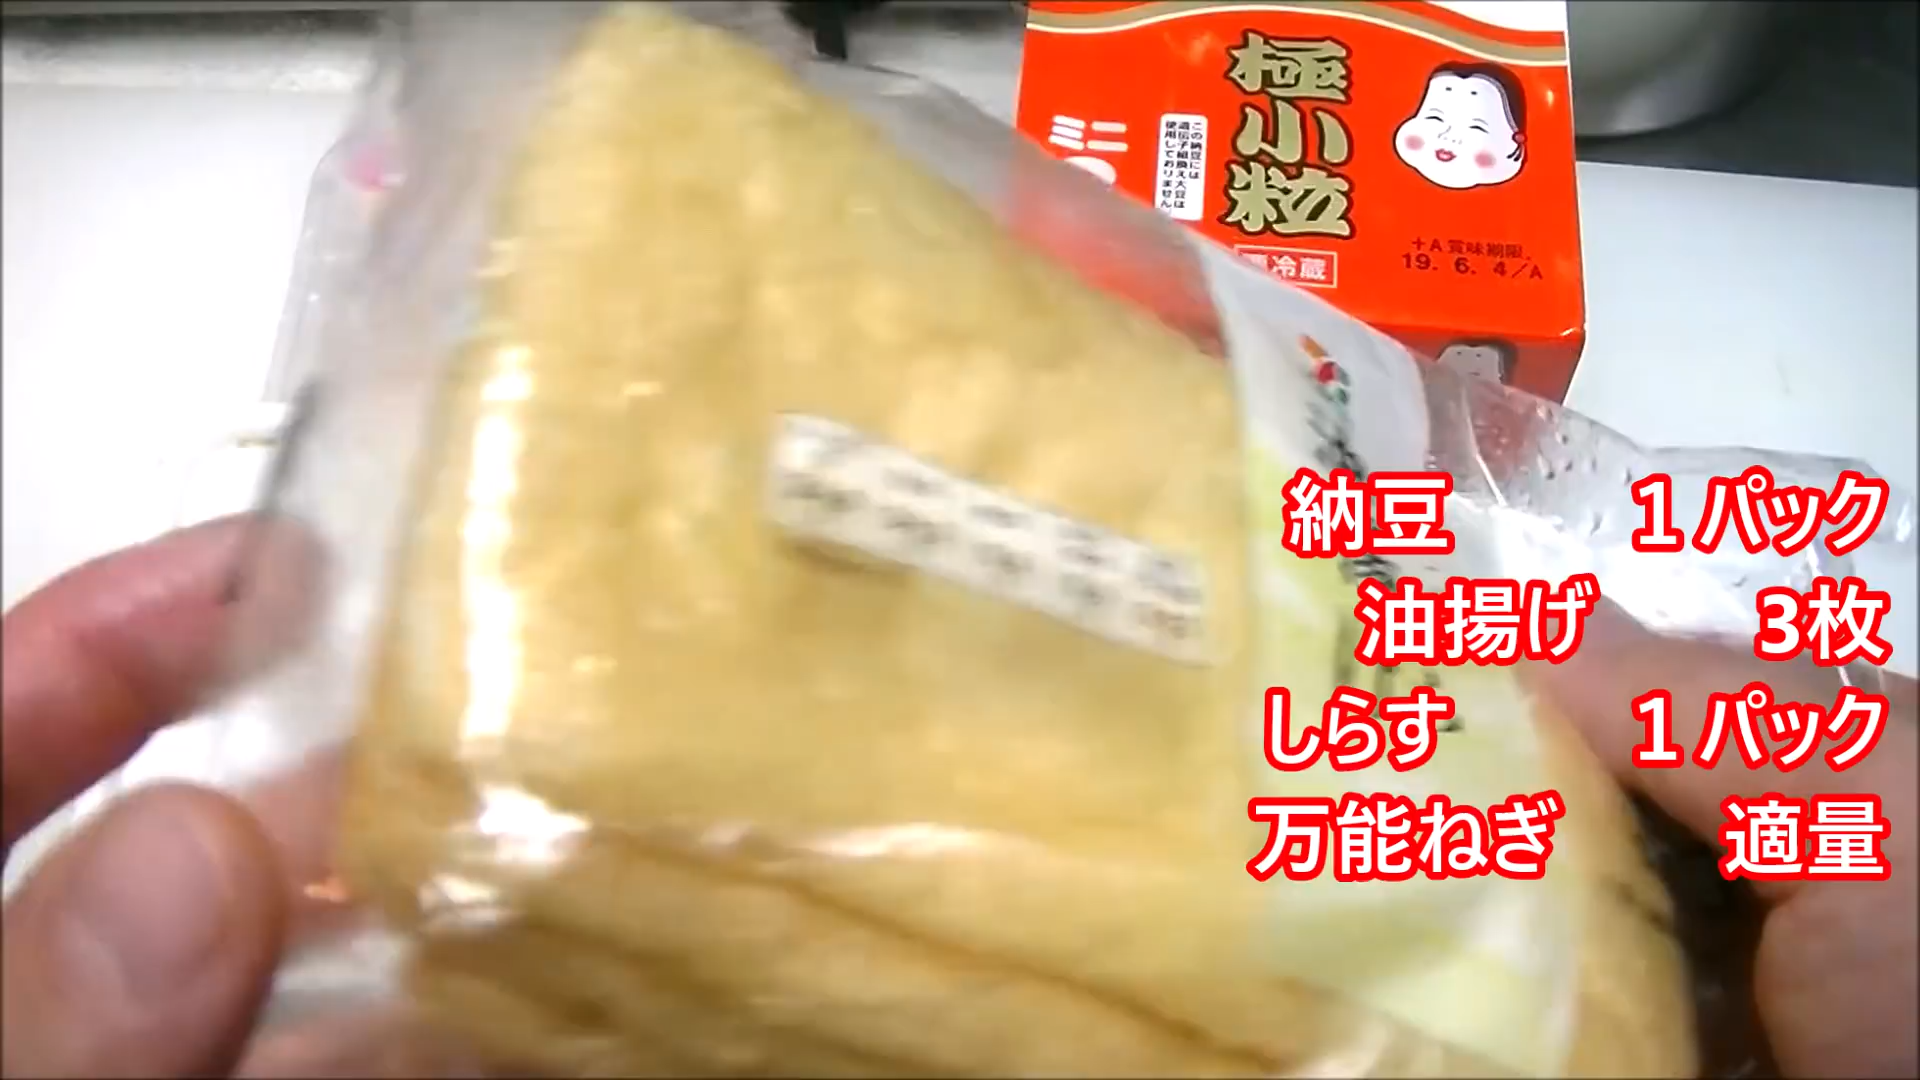 極小粒
ミニ
この納豆には
遺伝子組換え大豆は
使用しておりません。
要冷蔵
+A賞味期限.
19. 6. 4/A
納豆 1パック
油揚げ 3枚
しらす 1パック
万能ねぎ 適量